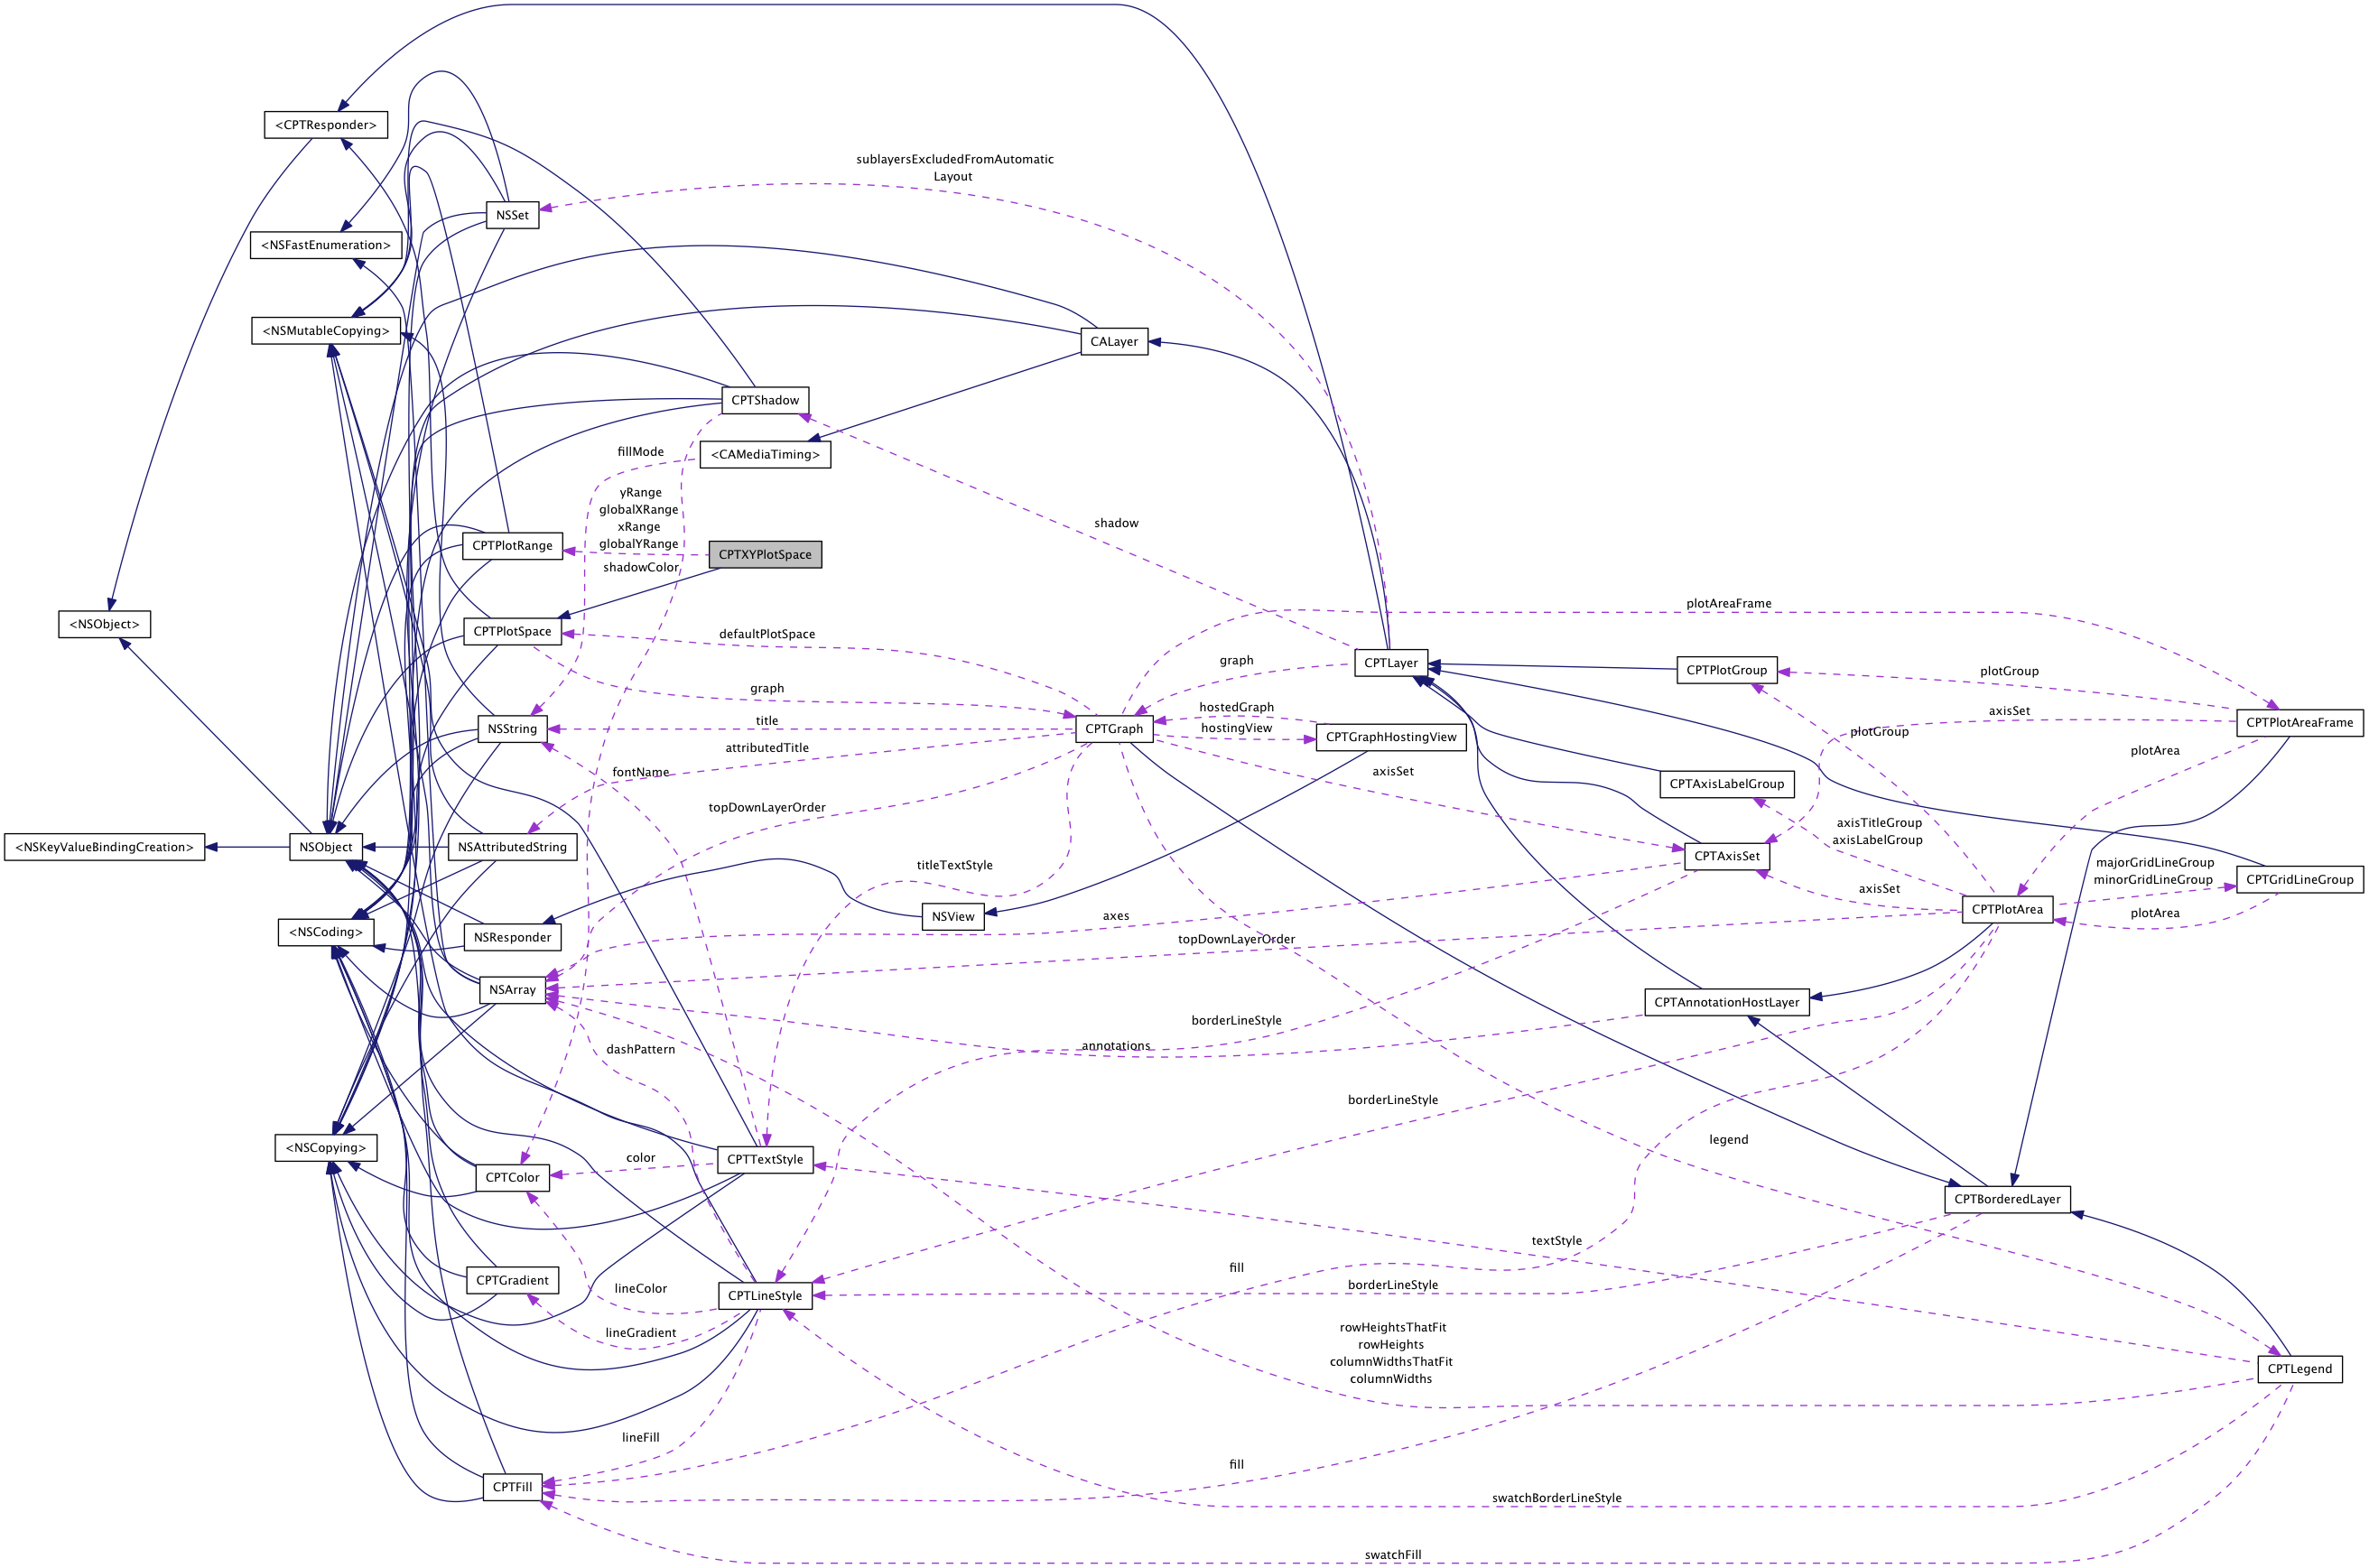 sublayersExcludedFromAutomatic
Layout
<CPTResponder>
NSSet
<NSFastEnumeration>
<NSMutableCopying>
CALayer
CPTShadow
<CAMediaTiming>
fillMode
yRange
globalXRange
xRange
globalYRange
shadowColor
CPTPlotRange
CPTXYPlotSpace
shadow
<NSObject>
CPTPlotSpace
defaultPlotSpace
graph
graph
CPTLayer
plotAreaFrame
CPTPlotGroup
plotGroup
axisSet
CPTPlotAreaFrame
plotGroup
plotArea
NSString
title
attributedTitle
CPTGraph
hostedGraph
hostingView
CPTGraphHostingView
fontName
axisSet
CPTAxisLabelGroup
topDownLayerOrder
axisTitleGroup
axisLabelGroup
<NSKeyValueBindingCreation>
NSObject
NSAttributedString
titleTextStyle
CPTAxisSet
majorGridLineGroup
minorGridLineGroup
CPTGridLineGroup
axisSet
CPTPlotArea
plotArea
<NSCoding>
NSResponder
NSView
axes
topDownLayerOrder
NSArray
CPTAnnotationHostLayer
borderLineStyle
annotations
dashPattern
borderLineStyle
legend
<NSCopying>
CPTColor
color
CPTTextStyle
CPTBorderedLayer
textStyle
fill
CPTGradient
lineColor
CPTLineStyle
borderLineStyle
lineGradient
rowHeightsThatFit
rowHeights
columnWidthsThatFit
columnWidths
CPTLegend
lineFill
fill
CPTFill
swatchBorderLineStyle
swatchFill